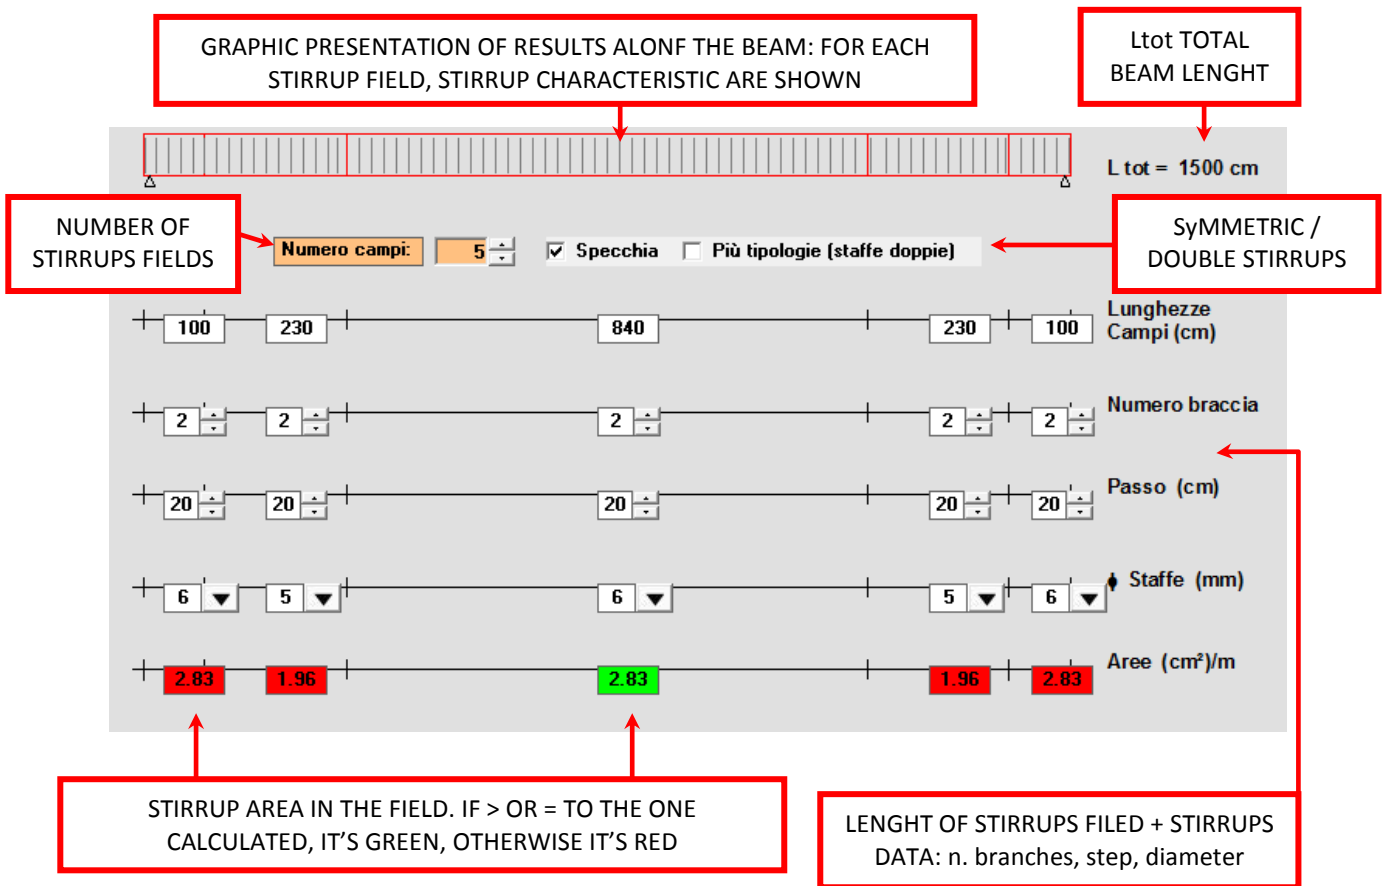 GRAPHIC PRESENTATION OF RESULTS ALONF THE BEAM: FOR EACH
STIRRUP FIELD, STIRRUP CHARACTERISTIC ARE SHOWN
Ltot TOTAL
BEAM LENGHT
L tot = 1500 cm
NUMBER OF
STIRRUPS FIELDS
Numero campi: 5 Specchia Più tipologie (staffe doppie)
SyMMETRIC /
DOUBLE STIRRUPS
100 230 840 230 100 Lunghezze
Campi (cm)
2 2 2 2 2 Numero braccia
20 20 20 20 20 Passo (cm)
6 5 6 5 6 ϕ Staffe (mm)
2.83 1.96 2.83 1.96 2.83 Aree (cm²)/m
STIRRUP AREA IN THE FIELD. IF > OR = TO THE ONE
CALCULATED, IT’S GREEN, OTHERWISE IT’S RED
LENGHT OF STIRRUPS FILED + STIRRUPS
DATA: n. branches, step, diameter